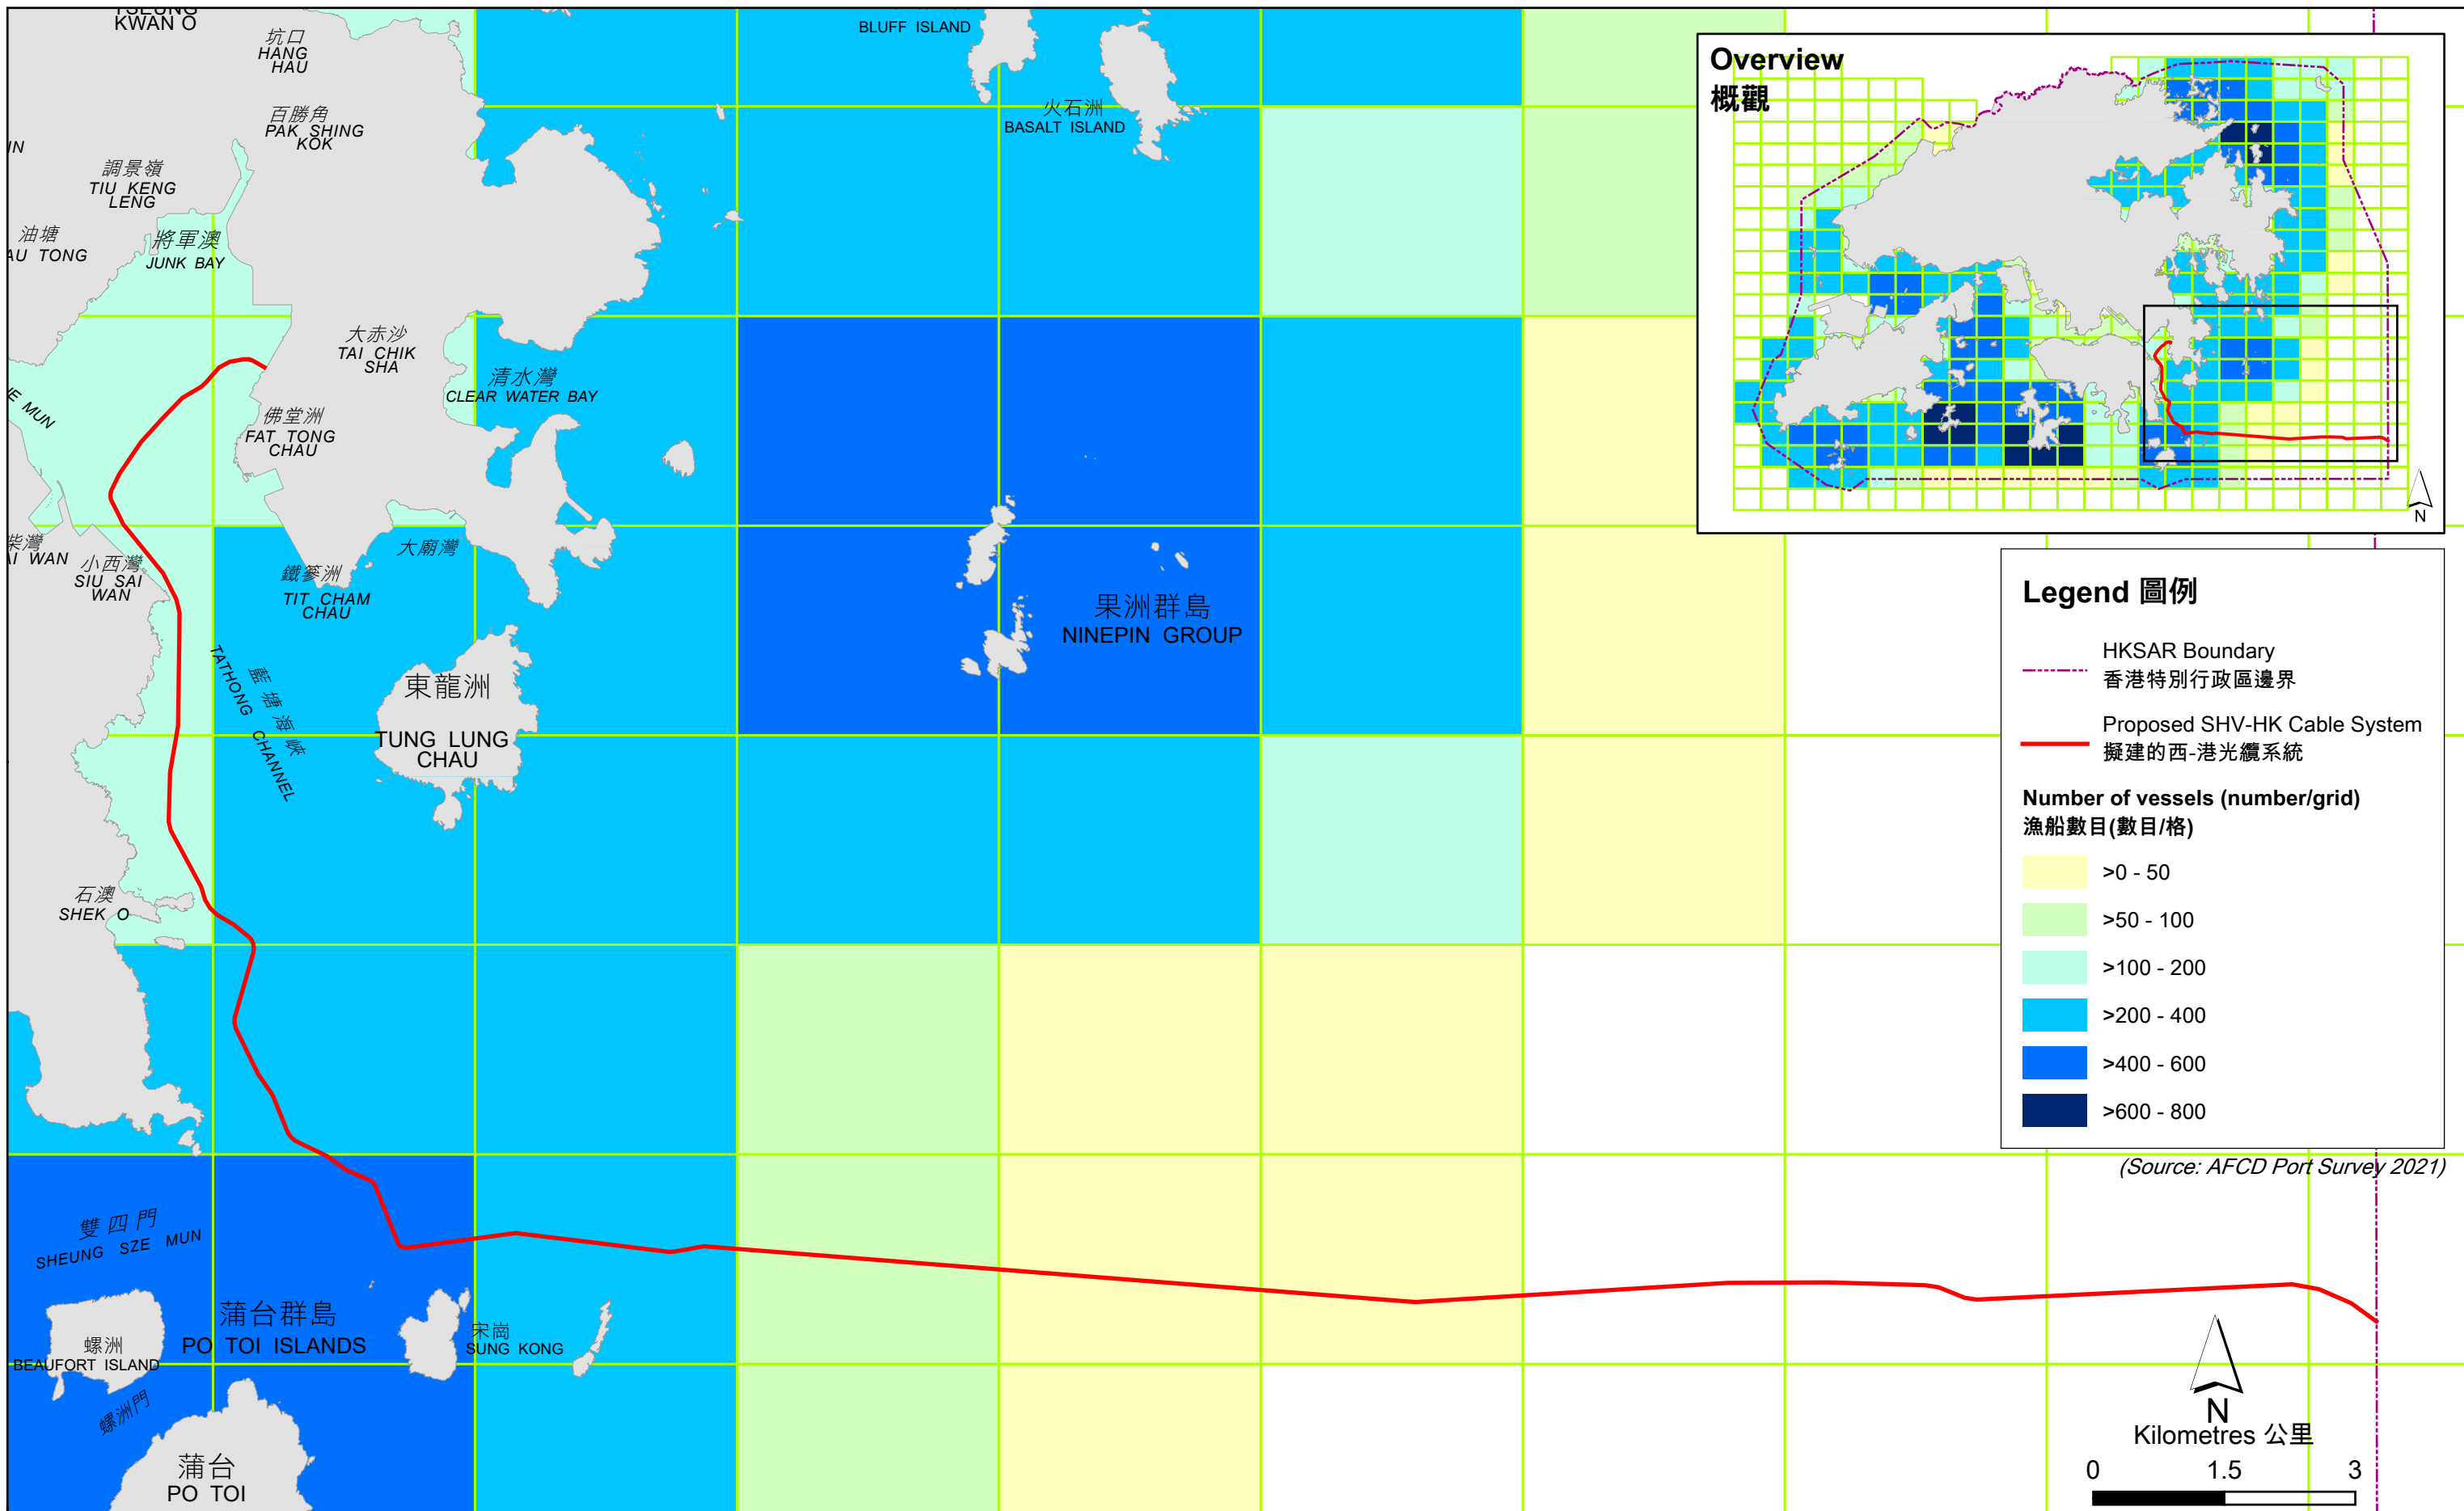 KWAN O
坑口
HANG
HAU
百勝角
PAK SHING
KOK
調景嶺
TIU KENG
LENG
油塘
AU TONG
將軍澳
JUNK BAY
大赤沙
TAI CHIK
SHA
清水灣
CLEAR WATER BAY
佛堂洲
FAT TONG
CHAU
E MUN
柴灣
AI WAN
小西灣
SIU SAI
WAN
大廟灣
鐵篸洲
TIT CHAM
CHAU
藍塘海峽
TATHONG CHANNEL
東龍洲
TUNG LUNG
CHAU
石澳
SHEK O
雙四門
SHEUNG SZE MUN
蒲台群島
PO TOI ISLANDS
螺洲
BEAUFORT ISLAND
螺洲門
宋崗
SUNG KONG
蒲台
PO TOI
BLUFF ISLAND
火石洲
BASALT ISLAND
果洲群島
NINEPIN GROUP
Overview
概觀
N
Legend 圖例
HKSAR Boundary
香港特別行政區邊界
Proposed SHV-HK Cable System
擬建的西-港光纜系統
Number of vessels (number/grid)
漁船數目(數目/格)
>0 - 50
>50 - 100
>100 - 200
>200 - 400
>400 - 600
>600 - 800
(Source: AFCD Port Survey 2021)
N
Kilometres 公里
0 1.5 3